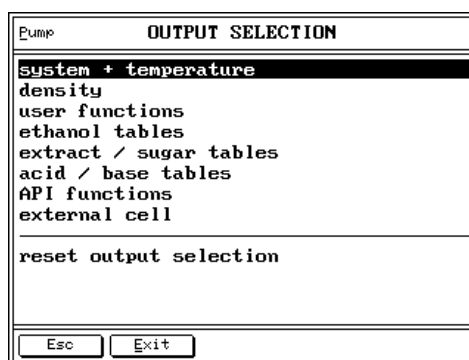 Pump OUTPUT SELECTION
system + temperature
density
user functions
ethanol tables
extract / sugar tables
acid / base tables
API functions
external cell
reset output selection
Esc Exit